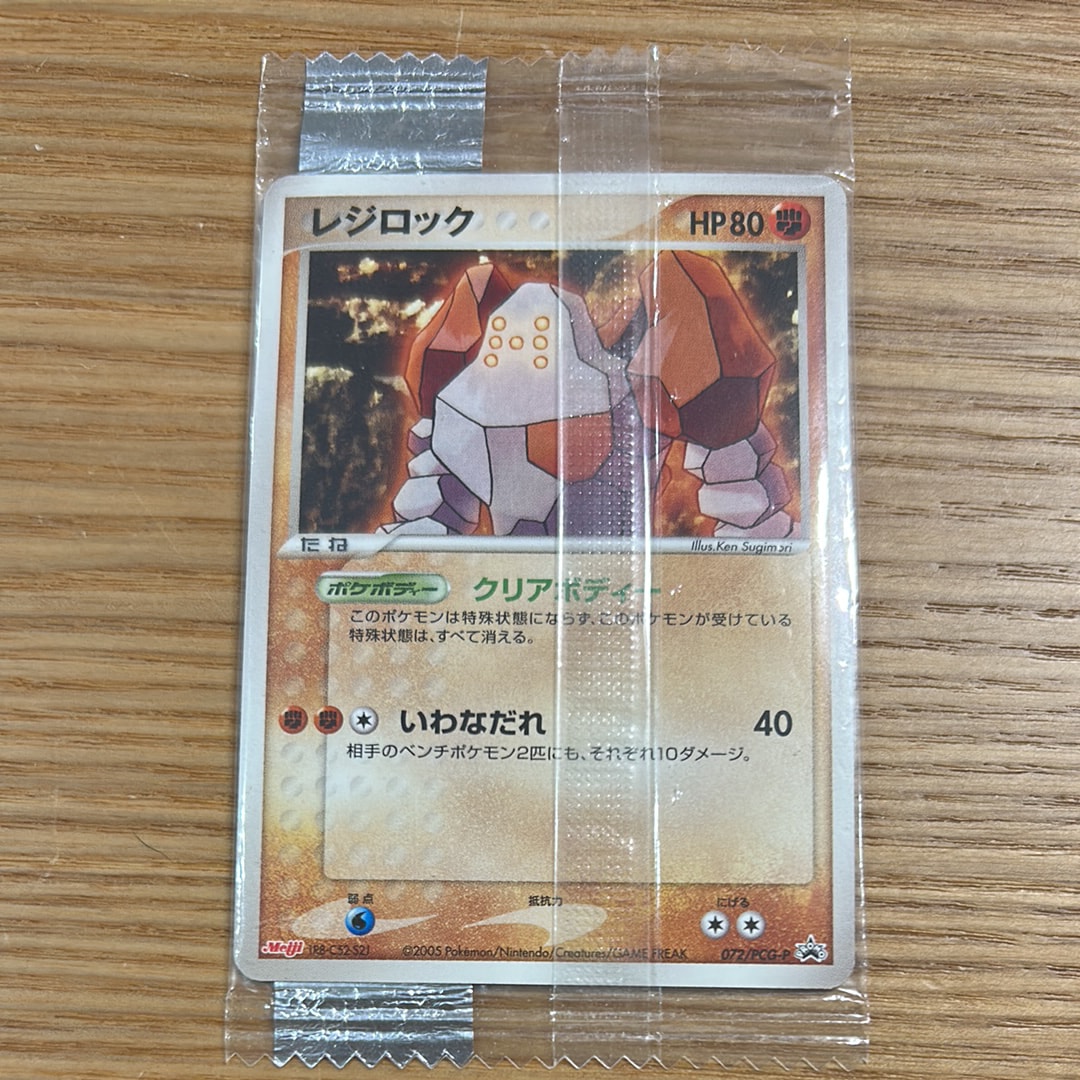 レジロック HP80
たね Illus.Ken Sugimori
ポケボディー クリアボディー
このポケモンは特殊状態にならず、このポケモンが受けている
特殊状態は、すべて消える。
いわなだれ 40
相手のベンチポケモン2匹にも、それぞれ10ダメージ。
弱点 抵抗力 にげる
Meiji ©2005 Pokémon/Nintendo/Creatures/GAME FREAK 072/PCG-P